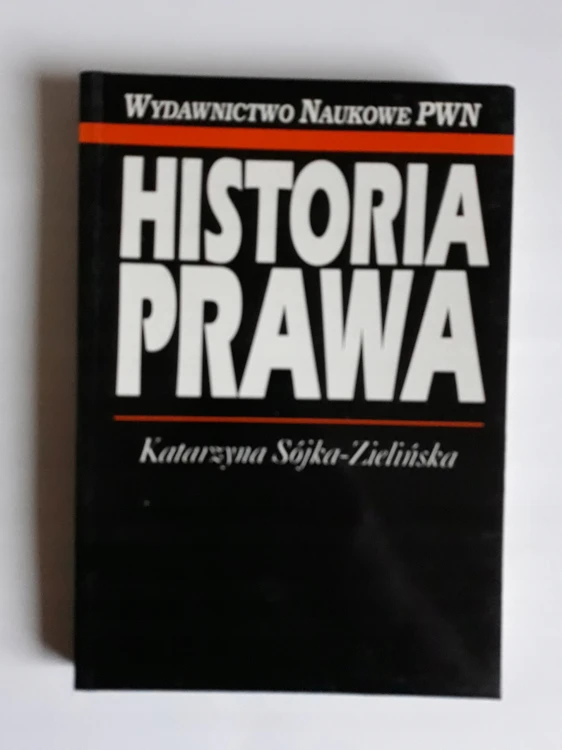 WYDAWNICTWO NAUKOWE PWN
HISTORIA
PRAWA
Katarzyna Sójka-Zielińska